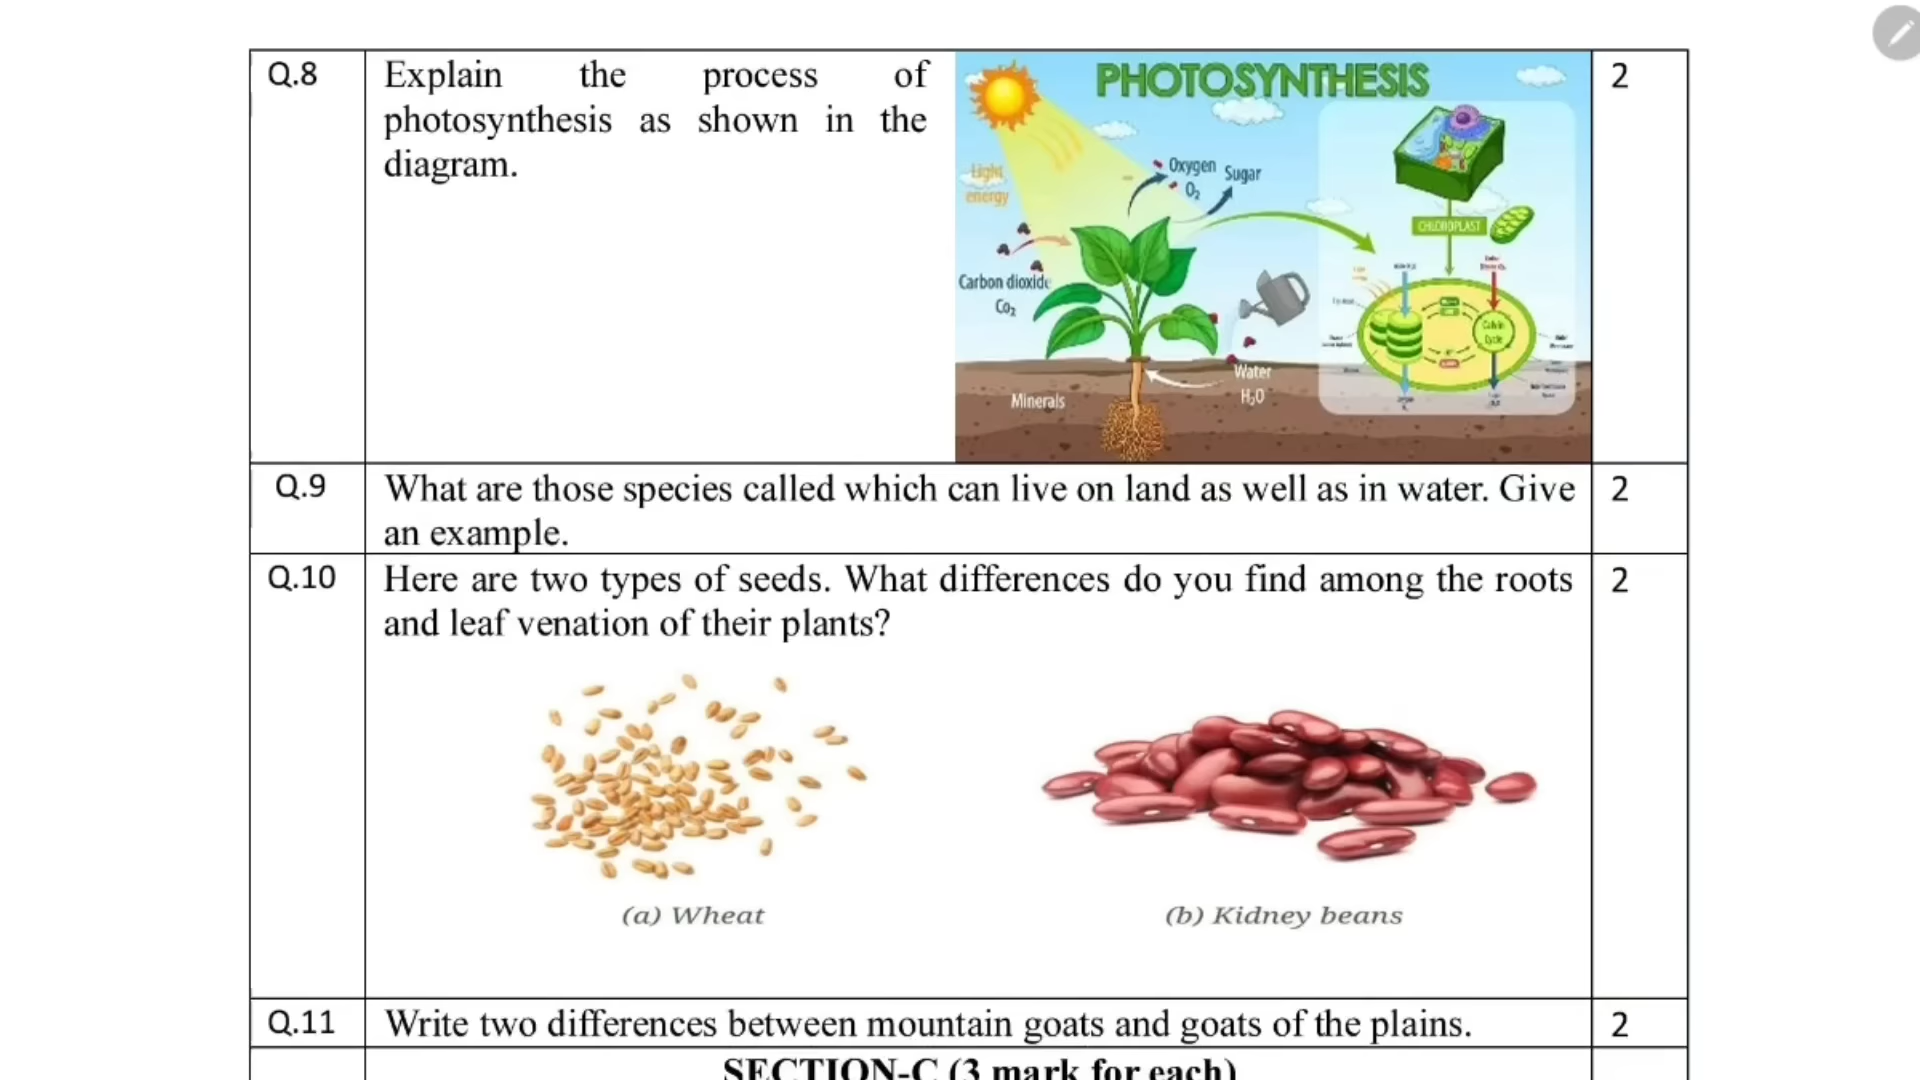 Q.8
Explain the process of
photosynthesis as shown in the
diagram.
2
PHOTOSYNTHESIS
Light
energy
Oxygen
O₂
Sugar
Carbon dioxide
Co₂
Water
H₂O
Minerals
CHLOROPLAST
Calvin
Cycle
Q.9
What are those species called which can live on land as well as in water. Give
an example.
2
Q.10
Here are two types of seeds. What differences do you find among the roots
and leaf venation of their plants?
2
(a) Wheat
(b) Kidney beans
Q.11
Write two differences between mountain goats and goats of the plains.
2
SECTION-C (3 mark for each)